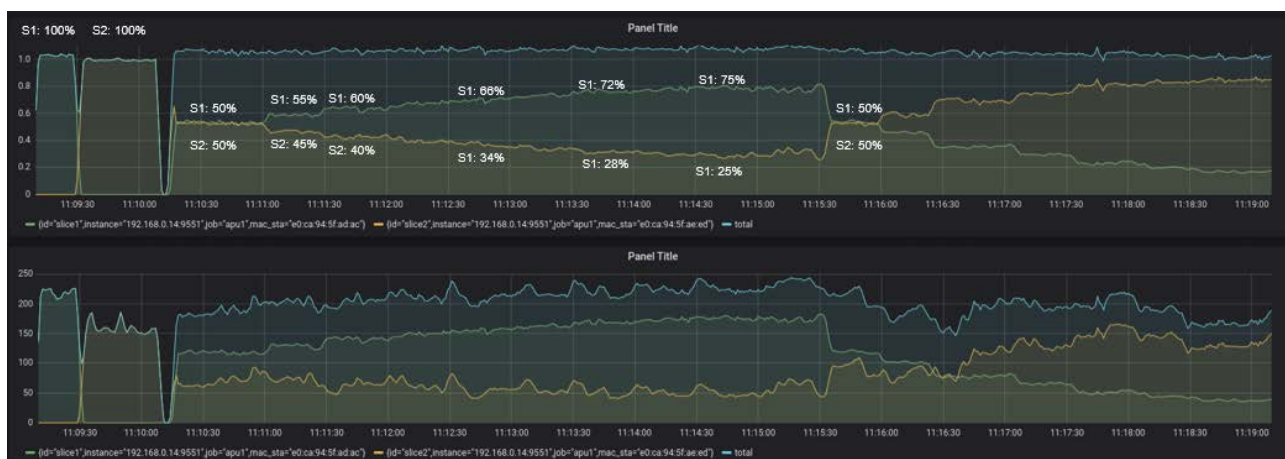 S1: 100% S2: 100%
Panel Title
1.0
0.8
0.6
0.4
0.2
0
S1: 50%
S1: 55%
S1: 60%
S1: 66%
S1: 72%
S1: 75%
S1: 50%
S2: 50%
S2: 45%
S2: 40%
S1: 34%
S1: 28%
S1: 25%
S2: 50%
11:09:30 11:10:00 11:10:30 11:11:00 11:11:30 11:12:00 11:12:30 11:13:00 11:13:30 11:14:00 11:14:30 11:15:00 11:15:30 11:16:00 11:16:30 11:17:00 11:17:30 11:18:00 11:18:30 11:19:00
{id="slice1",instance="192.168.0.14:9551",job="apu1",mac_sta="e0:ca:94:5f:ad:ac"} {id="slice2",instance="192.168.0.14:9551",job="apu1",mac_sta="e0:ca:94:5f:ae:ed"} total
Panel Title
250
200
150
100
50
0
11:09:30 11:10:00 11:10:30 11:11:00 11:11:30 11:12:00 11:12:30 11:13:00 11:13:30 11:14:00 11:14:30 11:15:00 11:15:30 11:16:00 11:16:30 11:17:00 11:17:30 11:18:00 11:18:30 11:19:00
{id="slice1",instance="192.168.0.14:9551",job="apu1",mac_sta="e0:ca:94:5f:ad:ac"} {id="slice2",instance="192.168.0.14:9551",job="apu1",mac_sta="e0:ca:94:5f:ae:ed"} total